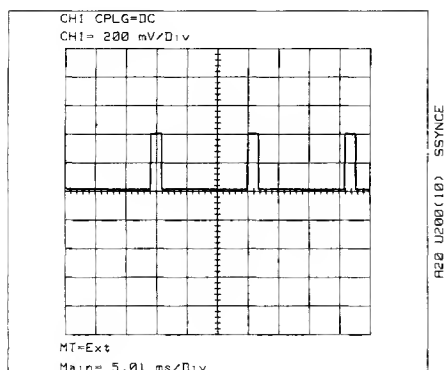 CH1 CPLG=DC
CH1= 200 mV/Div
MT=Ext
Main= 5.01 ms/Div
A20 U200(10) SSYNCE